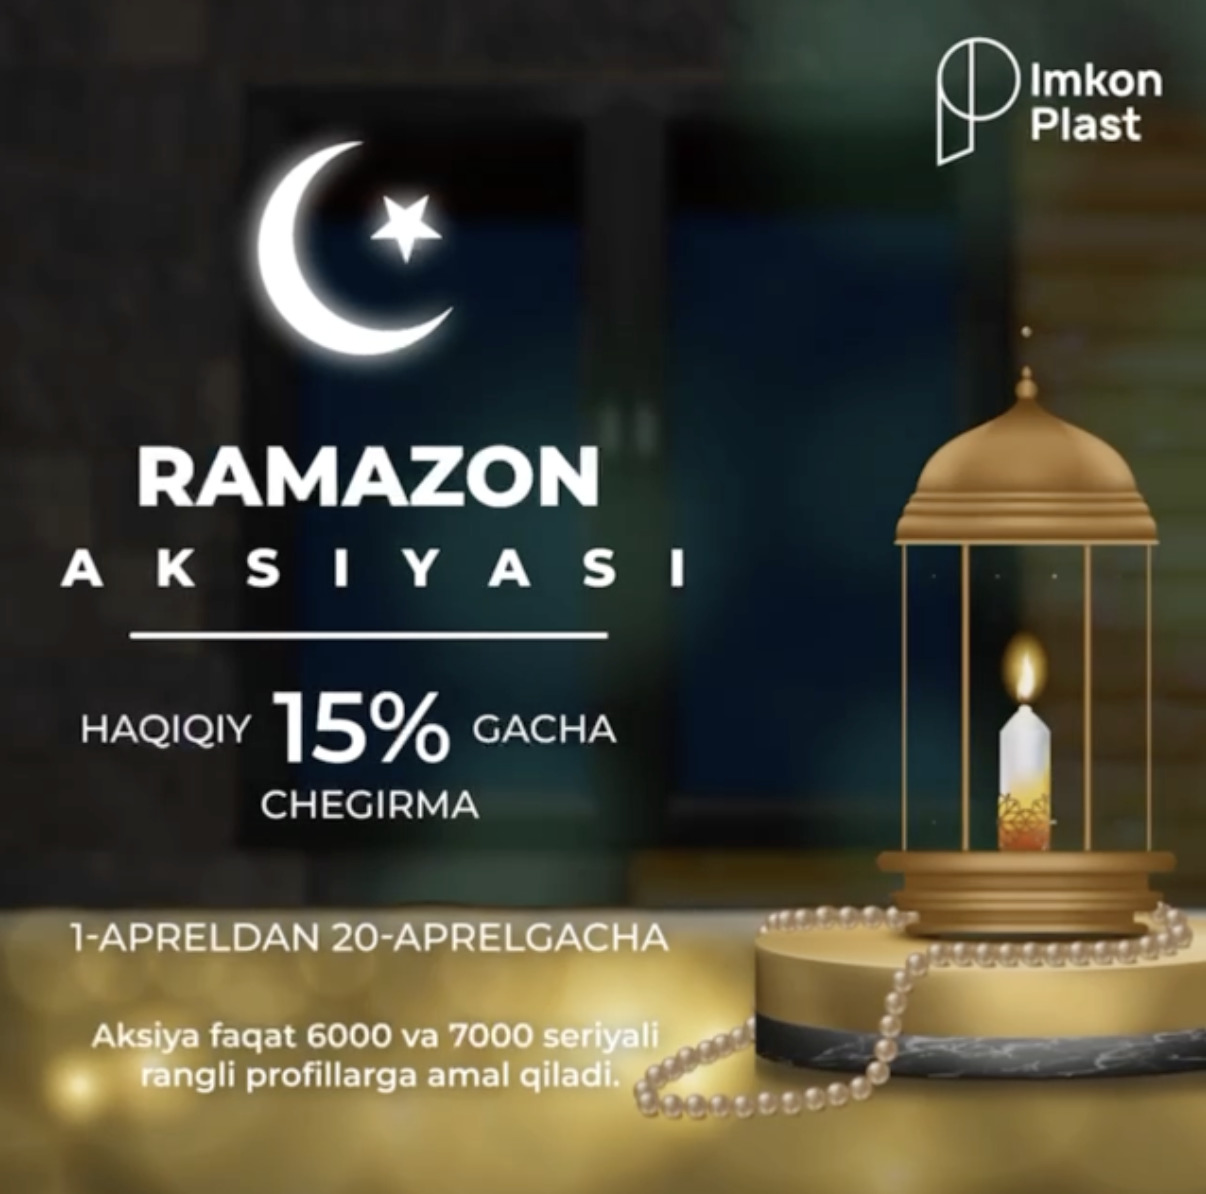 Imkon
Plast
RAMAZON
AKSIYASI
HAQIQIY 15% GACHA
CHEGIRMA
1-APRELDAN 20-APRELGACHA
Aksiya faqat 6000 va 7000 seriyali
rangli profillarga amal qiladi.